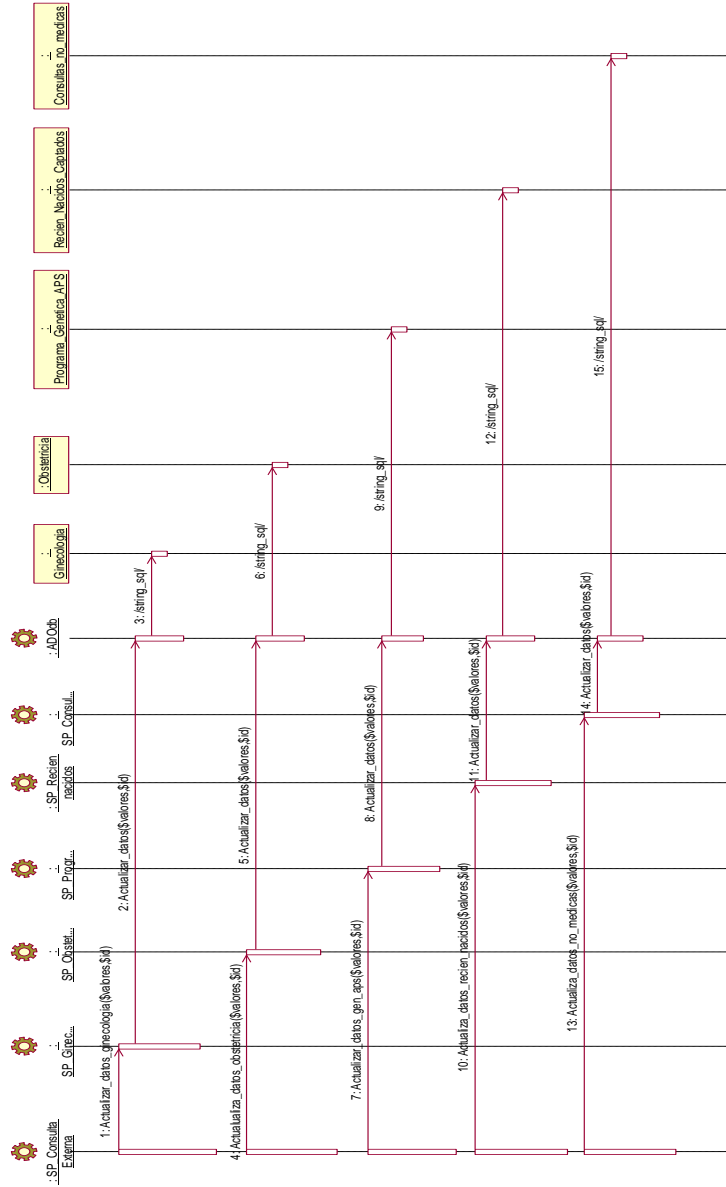 : SP_Consulta
Externa
: :
SP_Ginec...
: :
SP_Obstet...
: :
SP_Progr...
: SP_Recien
nacidos
: :
SP_Consul...
: ADOdb
: :
Ginecologia
: Obstetricia
: :
Programa_Genetica_APS
: :
Recien_Nacidos_Captados
: :
Consultas_no_medicas
1: Actualizar_datos_ginecologia($valores,$id)
2: Actualizar_datos($valores,$id)
3: /string_sql/
4: Actalualiza_datos_obstetricia($valores,$id)
5: Actualizar_datos($valores,$id)
6: /string_sql/
7: Actualizar_datos_gen_aps($valores,$id)
8: Actualizar_datos($valores,$id)
9: /string_sql/
10: Actualiza_datos_recien_nacidos($valores,$id)
11: Actualizar_datos($valores,$id)
12: /string_sql/
13: Actualiza_datos_no_medicas($valores,$id)
14: Actualizar_datos($valores,$id)
15: /string_sql/